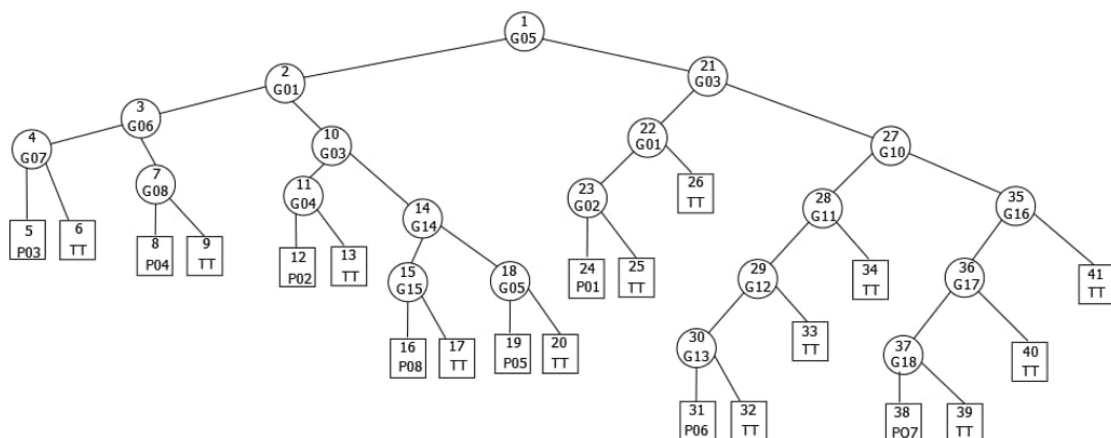 1
G05
2
G01
21
G03
3
G06
4
G07
10
G03
22
G01
27
G10
7
G08
11
G04
23
G02
26
TT
28
G11
35
G16
14
G14
5
P03
6
TT
8
P04
9
TT
12
P02
13
TT
15
G15
18
G05
24
P01
25
TT
29
G12
34
TT
36
G17
41
TT
16
P08
17
TT
19
P05
20
TT
30
G13
33
TT
37
G18
40
TT
31
P06
32
TT
38
PO7
39
TT